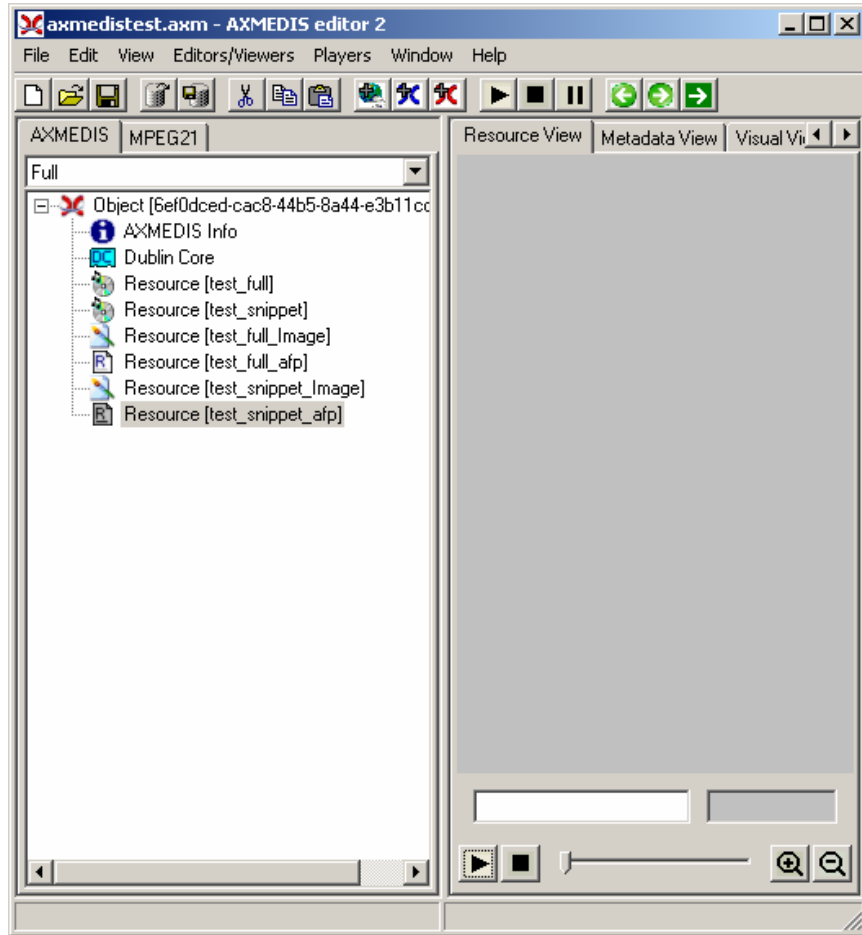 axmedistest.axm - AXMEDIS editor 2
File Edit View Editors/Viewers Players Window Help
AXMEDIS MPEG21
Full
Object [6ef0dced-cac8-44b5-8a44-e3b11cc
AXMEDIS Info
DC Dublin Core
Resource [test_full]
Resource [test_snippet]
Resource [test_full_Image]
R Resource [test_full_afp]
Resource [test_snippet_Image]
R Resource [test_snippet_afp]
Resource View Metadata View Visual Vi